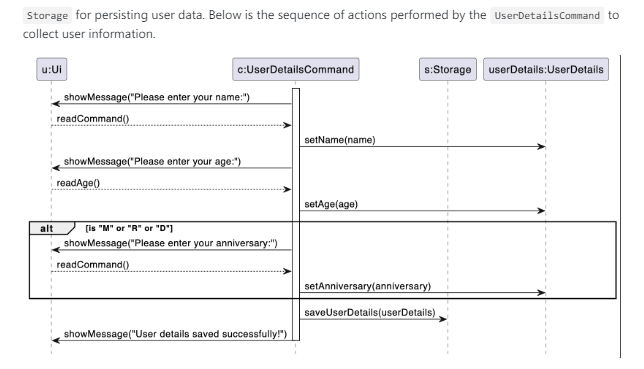 Storage for persisting user data. Below is the sequence of actions performed by the UserDetailsCommand to
collect user information.
u:Ui
c:UserDetailsCommand
s:Storage
userDetails:UserDetails
showMessage("Please enter your name:")
readCommand()
setName(name)
showMessage("Please enter your age:")
readAge()
setAge(age)
alt [is "M" or "R" or "D"]
showMessage("Please enter your anniversary:")
readCommand()
setAnniversary(anniversary)
saveUserDetails(userDetails)
showMessage("User details saved successfully!")